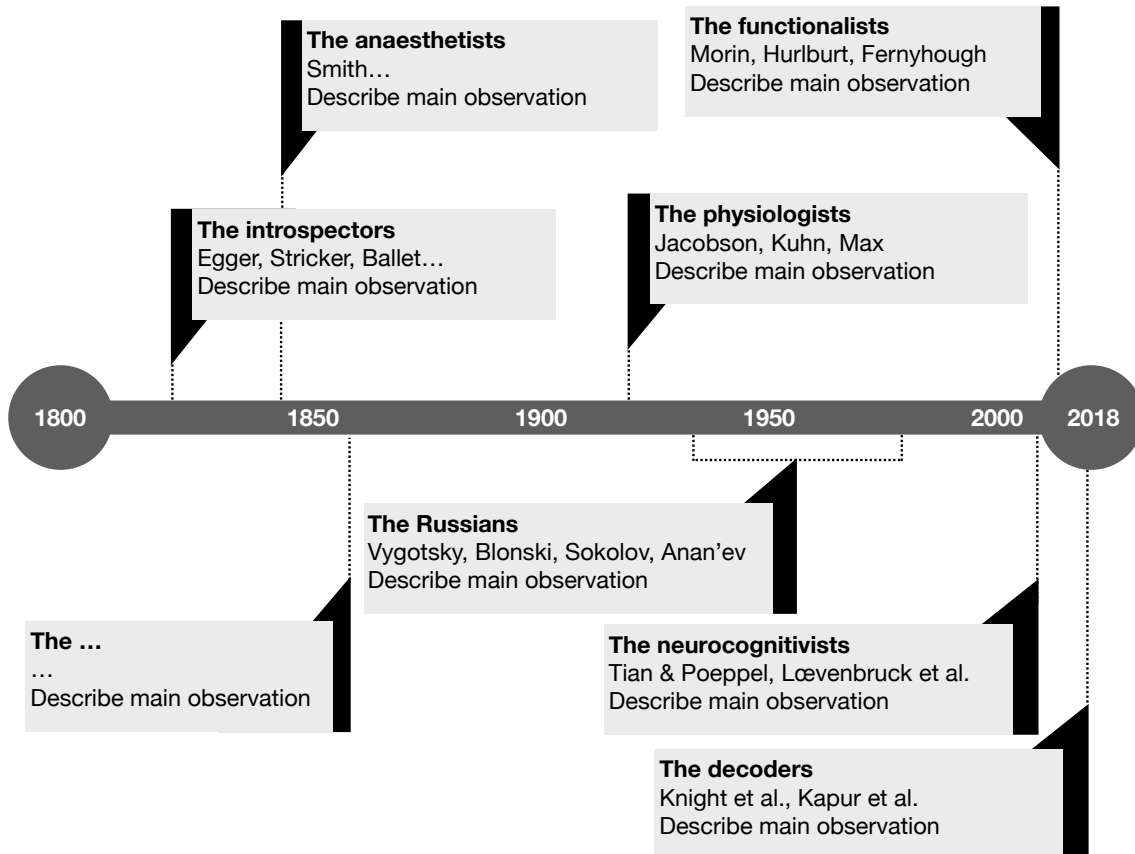 The anaesthetists
Smith…
Describe main observation
The functionalists
Morin, Hurlburt, Fernyhough
Describe main observation
The introspectors
Egger, Stricker, Ballet…
Describe main observation
The physiologists
Jacobson, Kuhn, Max
Describe main observation
1800 1850 1900 1950 2000 2018
The Russians
Vygotsky, Blonski, Sokolov, Anan’ev
Describe main observation
The …
…
Describe main observation
The neurocognitivists
Tian & Poeppel, Lœvenbruck et al.
Describe main observation
The decoders
Knight et al., Kapur et al.
Describe main observation